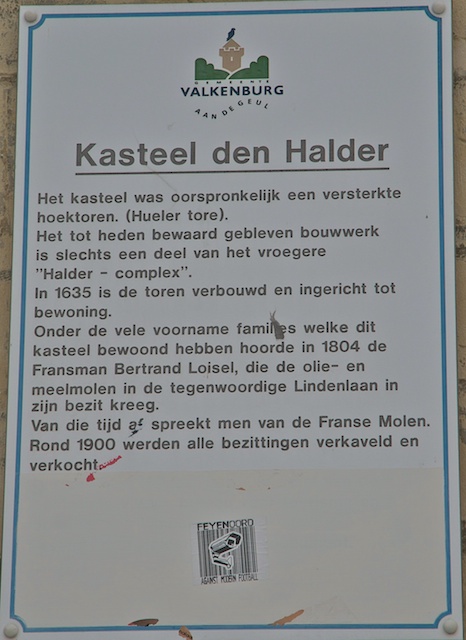 GEMEENTE
VALKENBURG
AAN DE GEUL
Kasteel den Halder
Het kasteel was oorspronkelijk een versterkte
hoektoren. (Hueler tore).
Het tot heden bewaard gebleven bouwwerk
is slechts een deel van het vroegere
"Halder - complex".
In 1635 is de toren verbouwd en ingericht tot
bewoning.
Onder de vele voorname families welke dit
kasteel bewoond hebben hoorde in 1804 de
Fransman Bertrand Loisel, die de olie- en
meelmolen in de tegenwoordige Lindenlaan in
zijn bezit kreeg.
Van die tijd af spreekt men van de Franse Molen.
Rond 1900 werden alle bezittingen verkaveld en
verkocht.
FEYENOORD
AGAINST MODERN FOOTBALL